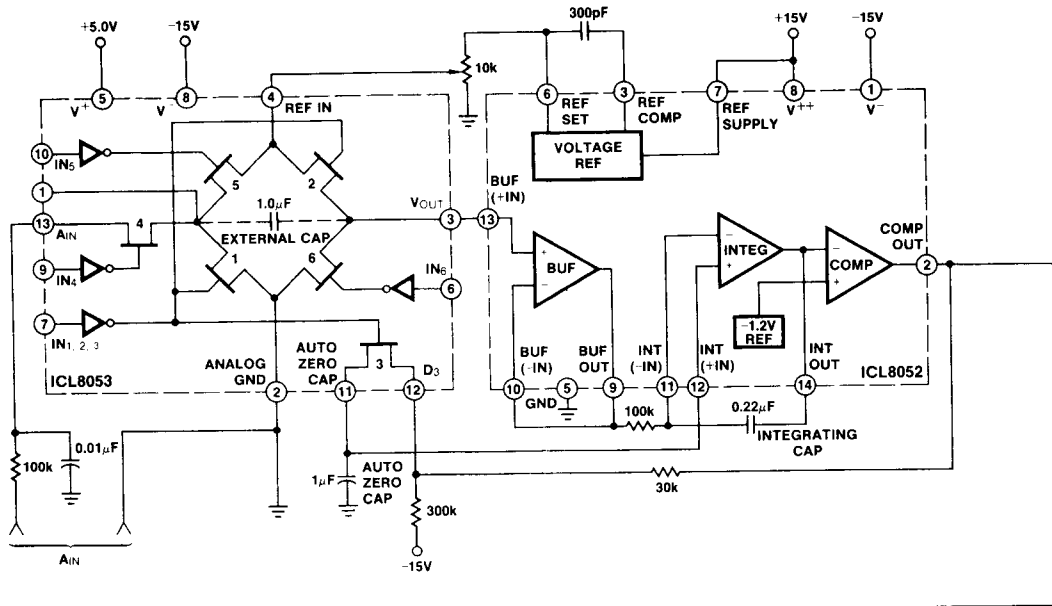 300pF
+5.0V
-15V
+15V
-15V
10k
5
8
4
6
3
7
8
1
V+
V-
REF IN
REF SET
REF COMP
REF SUPPLY
V++
V-
10
IN5
5
2
VOLTAGE REF
1
BUF (+IN)
13
AIN
4
1.0µF
EXTERNAL CAP
VOUT
3
13
9
IN4
1
6
IN6
6
+
BUF
-
-
INTEG
+
-
COMP
+
COMP OUT
2
7
IN1, 2, 3
-1.2V REF
ANALOG GND
AUTO ZERO CAP
3
D3
BUF (-IN)
BUF OUT
INT (-IN)
INT (+IN)
INT OUT
ICL8053
ICL8052
2
11
12
10
5
GND
9
11
12
14
100k
0.22µF
INTEGRATING CAP
100k
0.01µF
1µF
AUTO ZERO CAP
30k
300k
-15V
AIN